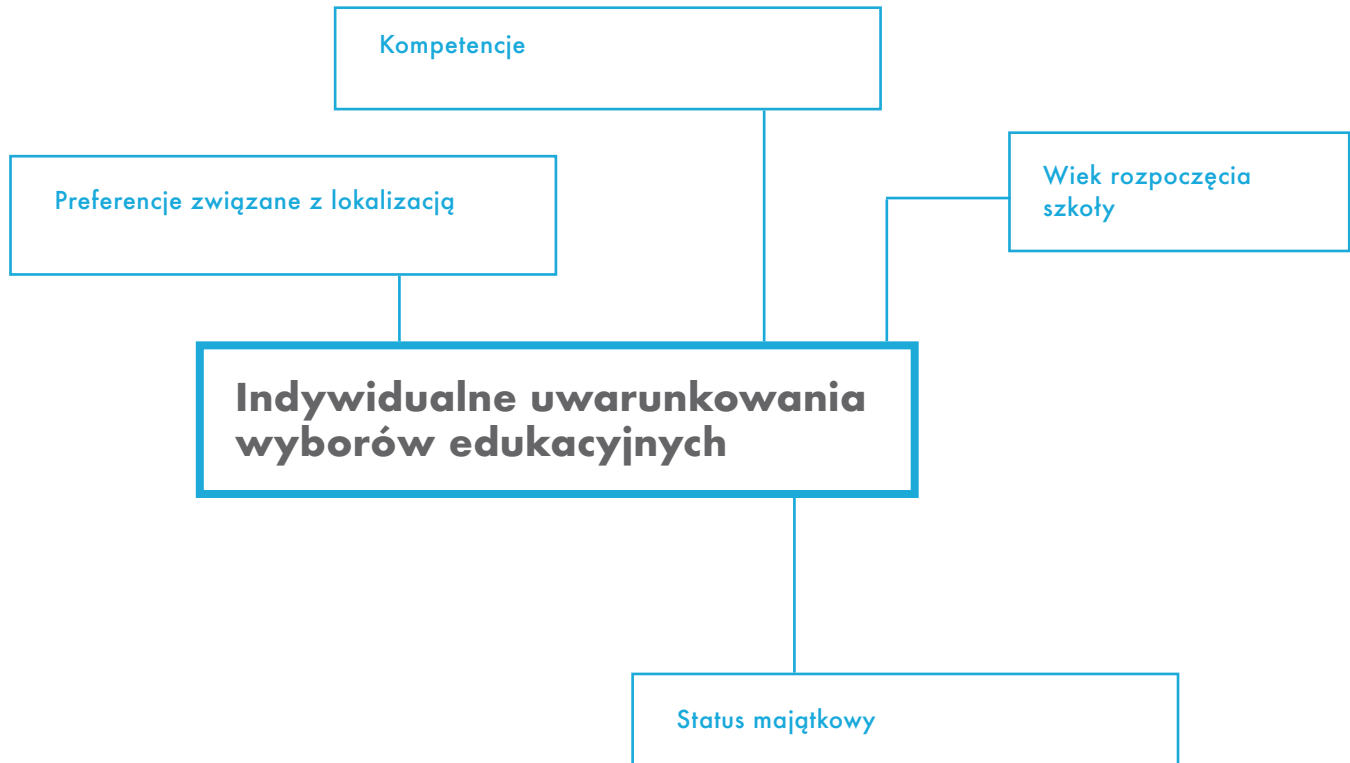 Kompetencje
Preferencje związane z lokalizacją
Wiek rozpoczęcia
szkoły
Indywidualne uwarunkowania
wyborów edukacyjnych
Status majątkowy